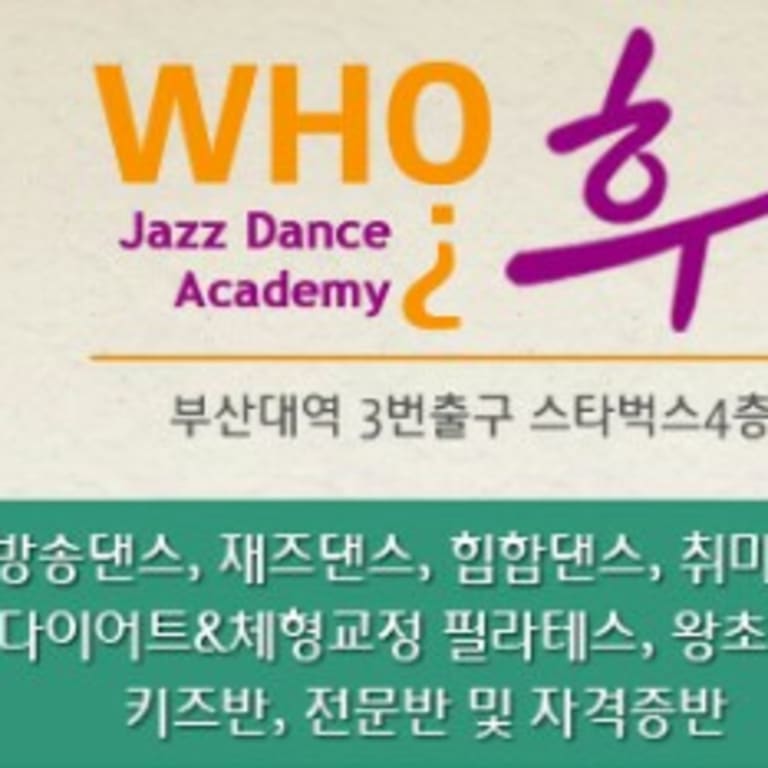 WHO
후
Jazz Dance
Academy ¿
부산대역 3번출구 스타벅스4층
방송댄스, 재즈댄스, 힙합댄스, 취미
다이어트&체형교정 필라테스, 왕초
키즈반, 전문반 및 자격증반